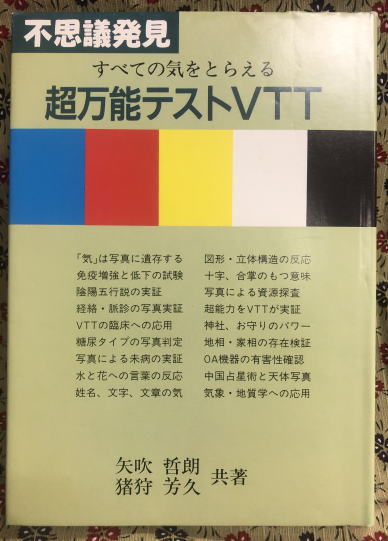 不思議発見
すべての気をとらえる
超万能テストVTT
「気」は写真に遺存する
免疫増強と低下の試験
陰陽五行説の実証
経絡・脈診の写真実証
VTTの臨床への応用
糖尿タイプの写真判定
写真による未病の実証
水と花への言葉の反応
姓名、文字、文章の気
図形・立体構造の反応
十字、合掌のもつ意味
写真による資源探査
超能力をVTTが実証
神社、お守りのパワー
地相・家相の存在検証
OA機器の有害性確認
中国占星術と天体写真
気象・地質学への応用
矢吹 哲朗
猪狩 芳久
共著